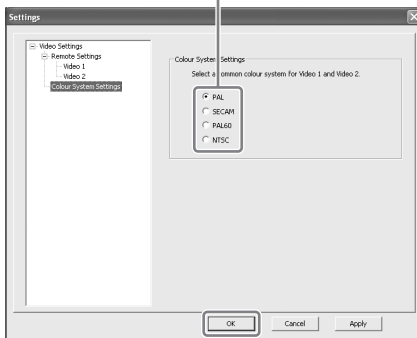 Settings
Video Settings
Remote Settings
Video 1
Video 2
Colour System Settings
Colour System Settings
Select a common colour system for Video 1 and Video 2.
PAL
SECAM
PAL60
NTSC
OK
Cancel
Apply